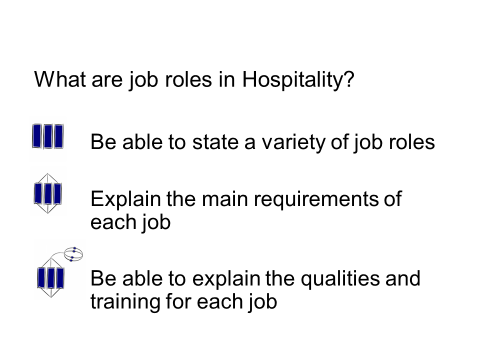 What are job roles in Hospitality?
Be able to state a variety of job roles
Explain the main requirements of
each job
Be able to explain the qualities and
training for each job